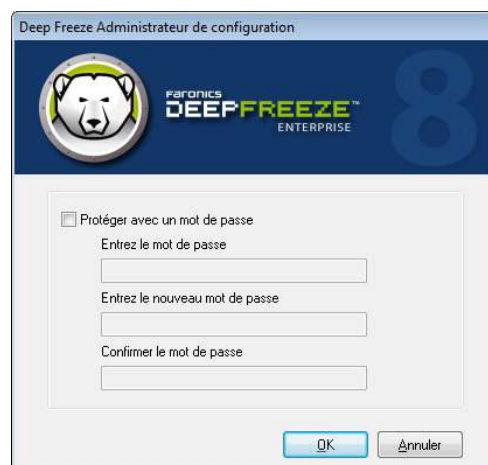 Deep Freeze Administrateur de configuration
FARONICS
DEEPFREEZE™
ENTERPRISE
8
Protéger avec un mot de passe
Entrez le mot de passe
Entrez le nouveau mot de passe
Confirmer le mot de passe
OK
Annuler